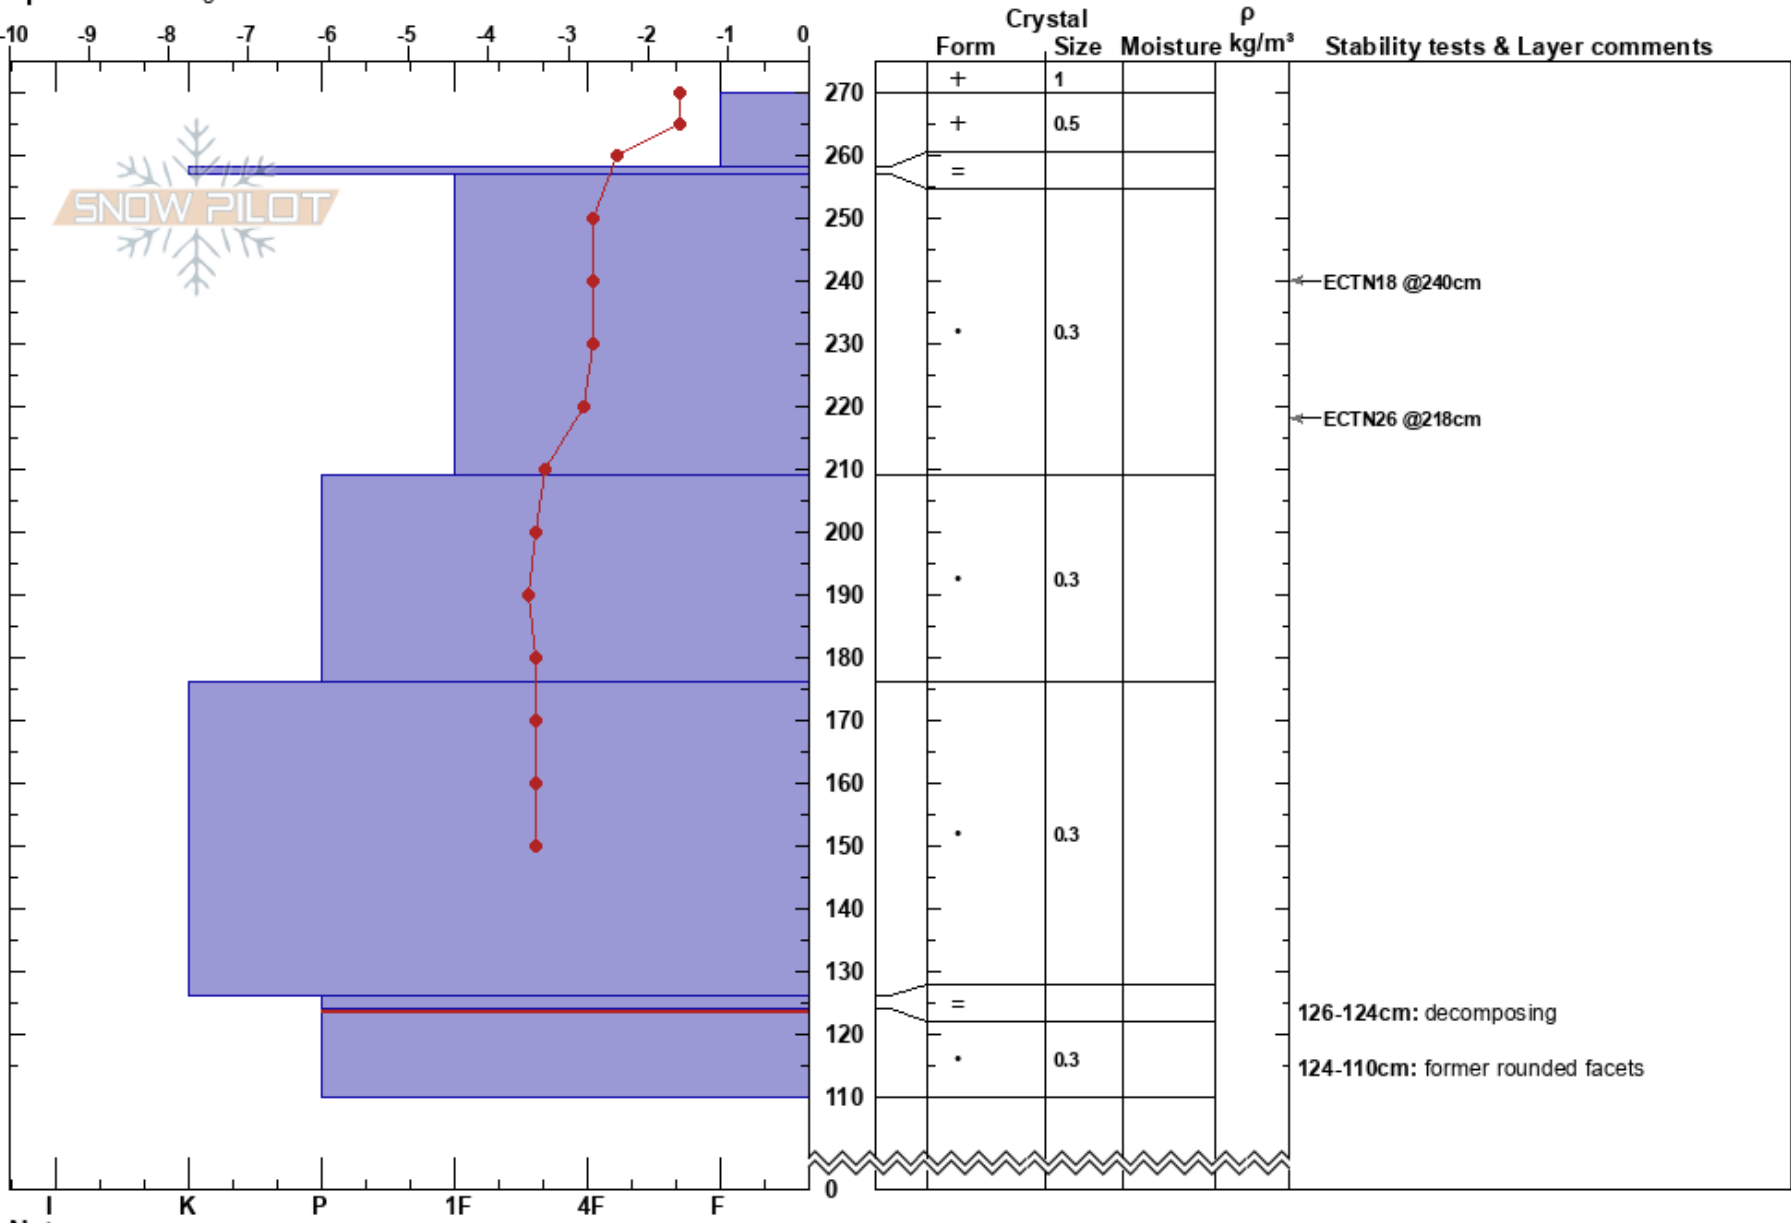 -10 -9 -8 -7 -6 -5 -4 -3 -2 -1 0
Crystal ρ
Form Size Moisture kg/m³ Stability tests & Layer comments
+ 1
270
+ 0.5
260
=
SNOW PILOT
250
240 ECTN18 @240cm
230 • 0.3
220
ECTN26 @218cm
210
200
190 • 0.3
180
170
160
150 • 0.3
140
130
=
126-124cm: decomposing
120
• 0.3 124-110cm: former rounded facets
110
0
I K P 1F 4F F